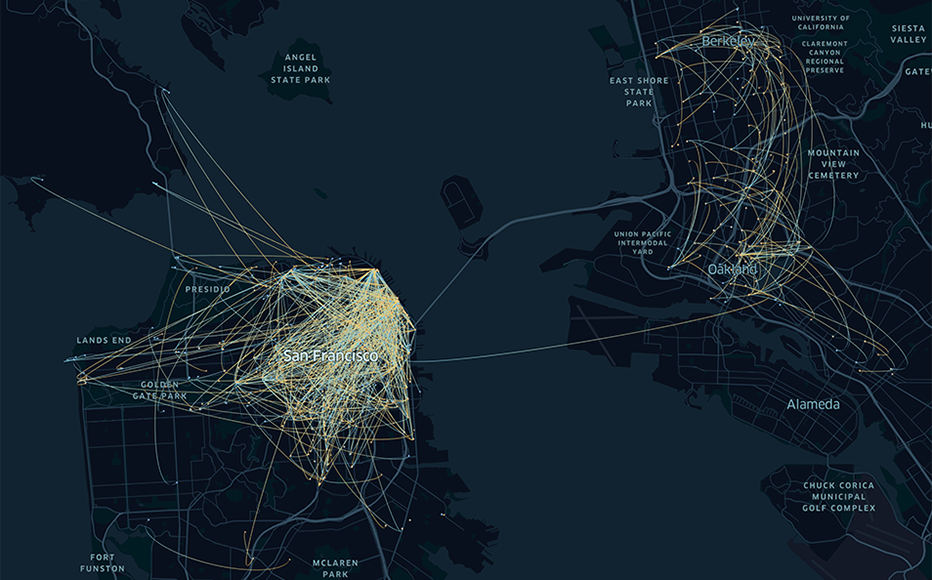 UNIVERSITY OF
CALIFORNIA
SIESTA
VALLEY
Berkeley
CLAREMONT
CANYON
REGIONAL
PRESERVE
ANGEL
ISLAND
STATE PARK
EAST SHORE
STATE
PARK
MOUNTAIN
VIEW
CEMETERY
UNION PACIFIC
INTERMODAL
YARD
Oakland
PRESIDIO
LANDS END
San Francisco
GOLDEN
GATE PARK
Alameda
CHUCK CORICA
MUNICIPAL
GOLF COMPLEX
FORT
FUNSTON
MCLAREN
PARK